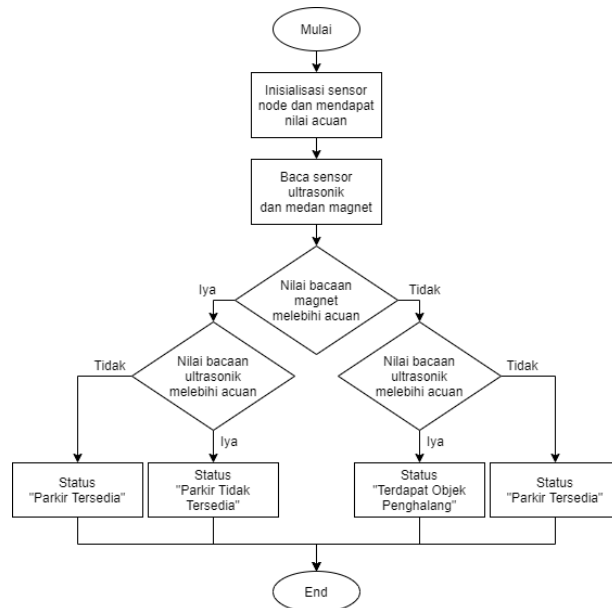 Mulai
Inisialisasi sensor
node dan mendapat
nilai acuan
Baca sensor
ultrasonik
dan medan magnet
Iya
Nilai bacaan
magnet
melebihi acuan
Tidak
Tidak
Nilai bacaan
ultrasonik
melebihi acuan
Nilai bacaan
ultrasonik
melebihi acuan
Tidak
Iya
Iya
Status
"Parkir Tersedia"
Status
"Parkir Tidak
Tersedia"
Status
"Terdapat Objek
Penghalang"
Status
"Parkir Tersedia"
End